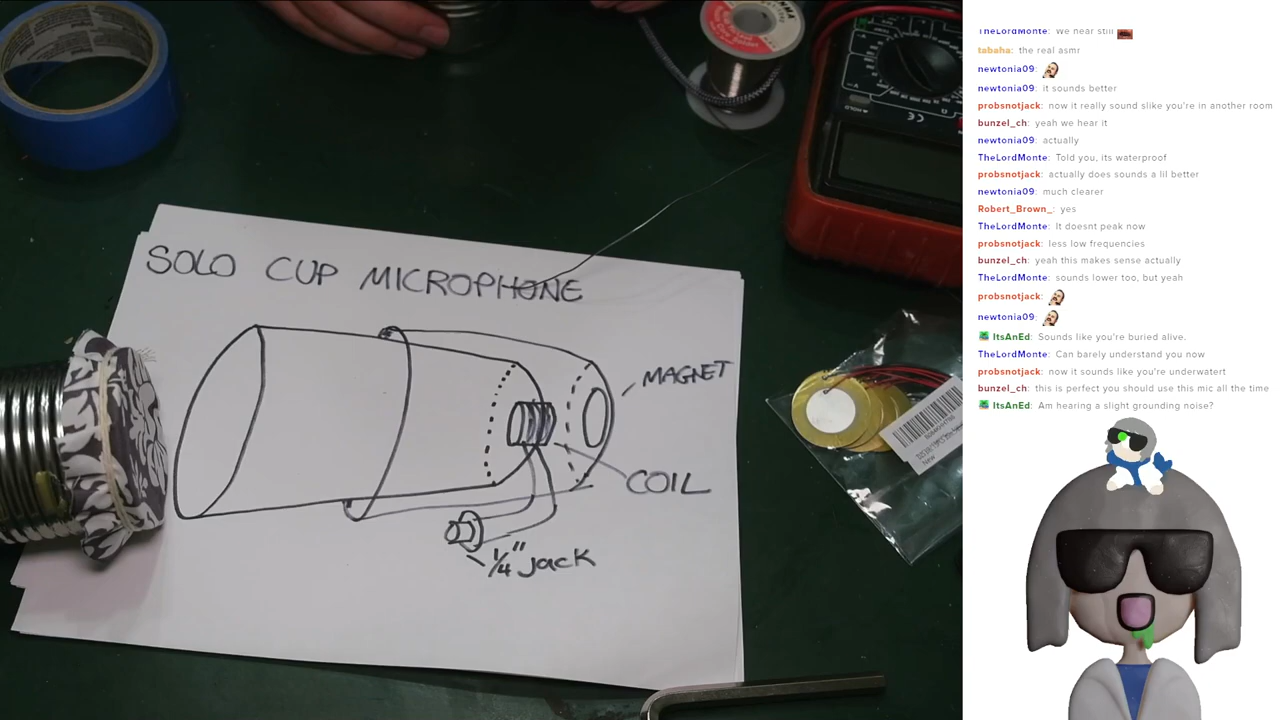 SOLO CUP MICROPHONE
MAGNET
COIL
1/4" jack
HOLD
TheLordMonte: We hear still
tabaha: the real asmr
newtonia09:
newtonia09: it sounds better
probsnotjack: now it really sound slike you're in another room
bunzel_ch: yeah we hear it
newtonia09: actually
TheLordMonte: Told you, its waterproof
probsnotjack: actually does sounds a lil better
newtonia09: much clearer
Robert_Brown_: yes
TheLordMonte: It doesnt peak now
probsnotjack: less low frequencies
bunzel_ch: yeah this makes sense actually
TheLordMonte: sounds lower too, but yeah
probsnotjack:
newtonia09:
ItsAnEd: Sounds like you're buried alive.
TheLordMonte: Can barely understand you now
probsnotjack: now it sounds like you're underwatert
bunzel_ch: this is perfect you should use this mic all the time
ItsAnEd: Am hearing a slight grounding noise?